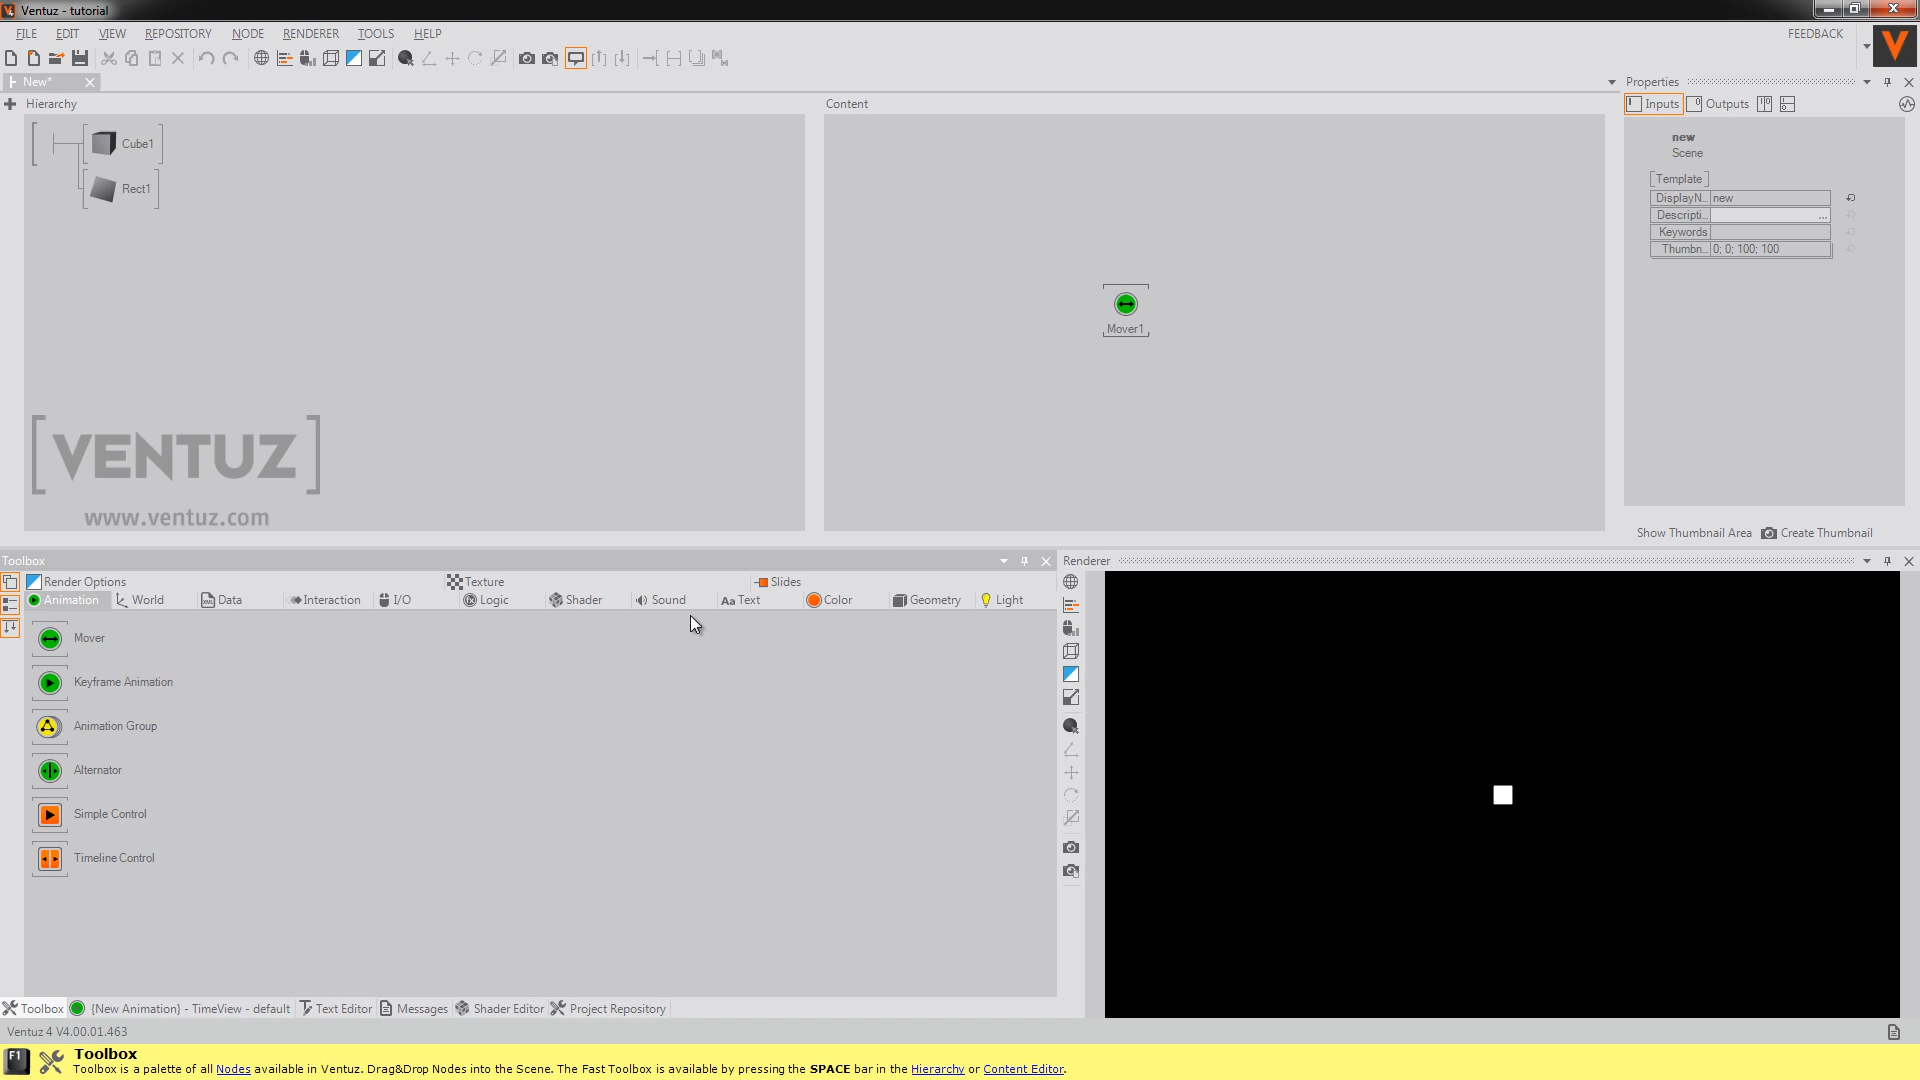 Ventuz - tutorial
FILE EDIT VIEW REPOSITORY NODE RENDERER TOOLS HELP FEEDBACK
New*
Properties
Hierarchy
Content
Inputs Outputs
Cube1
Rect1
new
Scene
Template
DisplayN... new
Descripti... ...
Keywords
Thumbn... 0; 0; 100; 100
Mover1
[VENTUZ]
www.ventuz.com
Show Thumbnail Area Create Thumbnail
Toolbox
Renderer
Render Options Texture Slides
Animation World Data Interaction I/O Logic Shader Sound Aa Text Color Geometry Light
Mover
Keyframe Animation
Animation Group
Alternator
Simple Control
Timeline Control
Toolbox {New Animation} - TimeView - default Text Editor Messages Shader Editor Project Repository
Ventuz 4 V4.00.01.463
F1 Toolbox
Toolbox is a palette of all Nodes available in Ventuz. Drag&Drop Nodes into the Scene. The Fast Toolbox is available by pressing the SPACE bar in the Hierarchy or Content Editor.